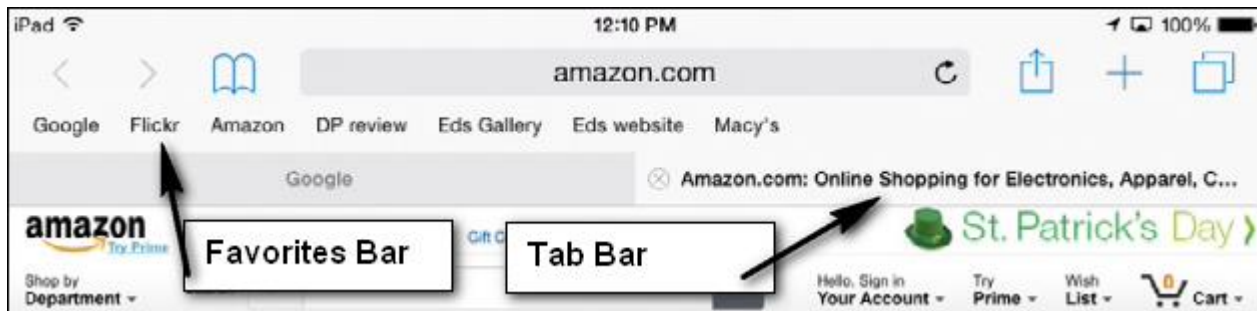 iPad 12:10 PM 100%
amazon.com
Google Flickr Amazon DP review Eds Gallery Eds website Macy's
Google Amazon.com: Online Shopping for Electronics, Apparel, C...
amazon
Try Prime
Favorites Bar
Gift C
Tab Bar
St. Patrick's Day
Shop by
Department
Hello. Sign in
Your Account
Try
Prime
Wish
List
0
Cart